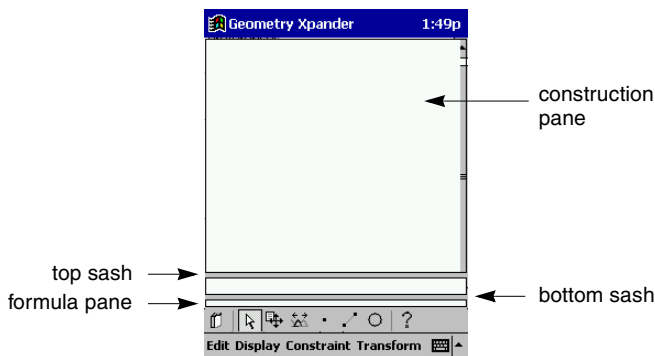 Geometry Xpander 1:49p
construction
pane
top sash
formula pane
bottom sash
?
Edit Display Constraint Transform